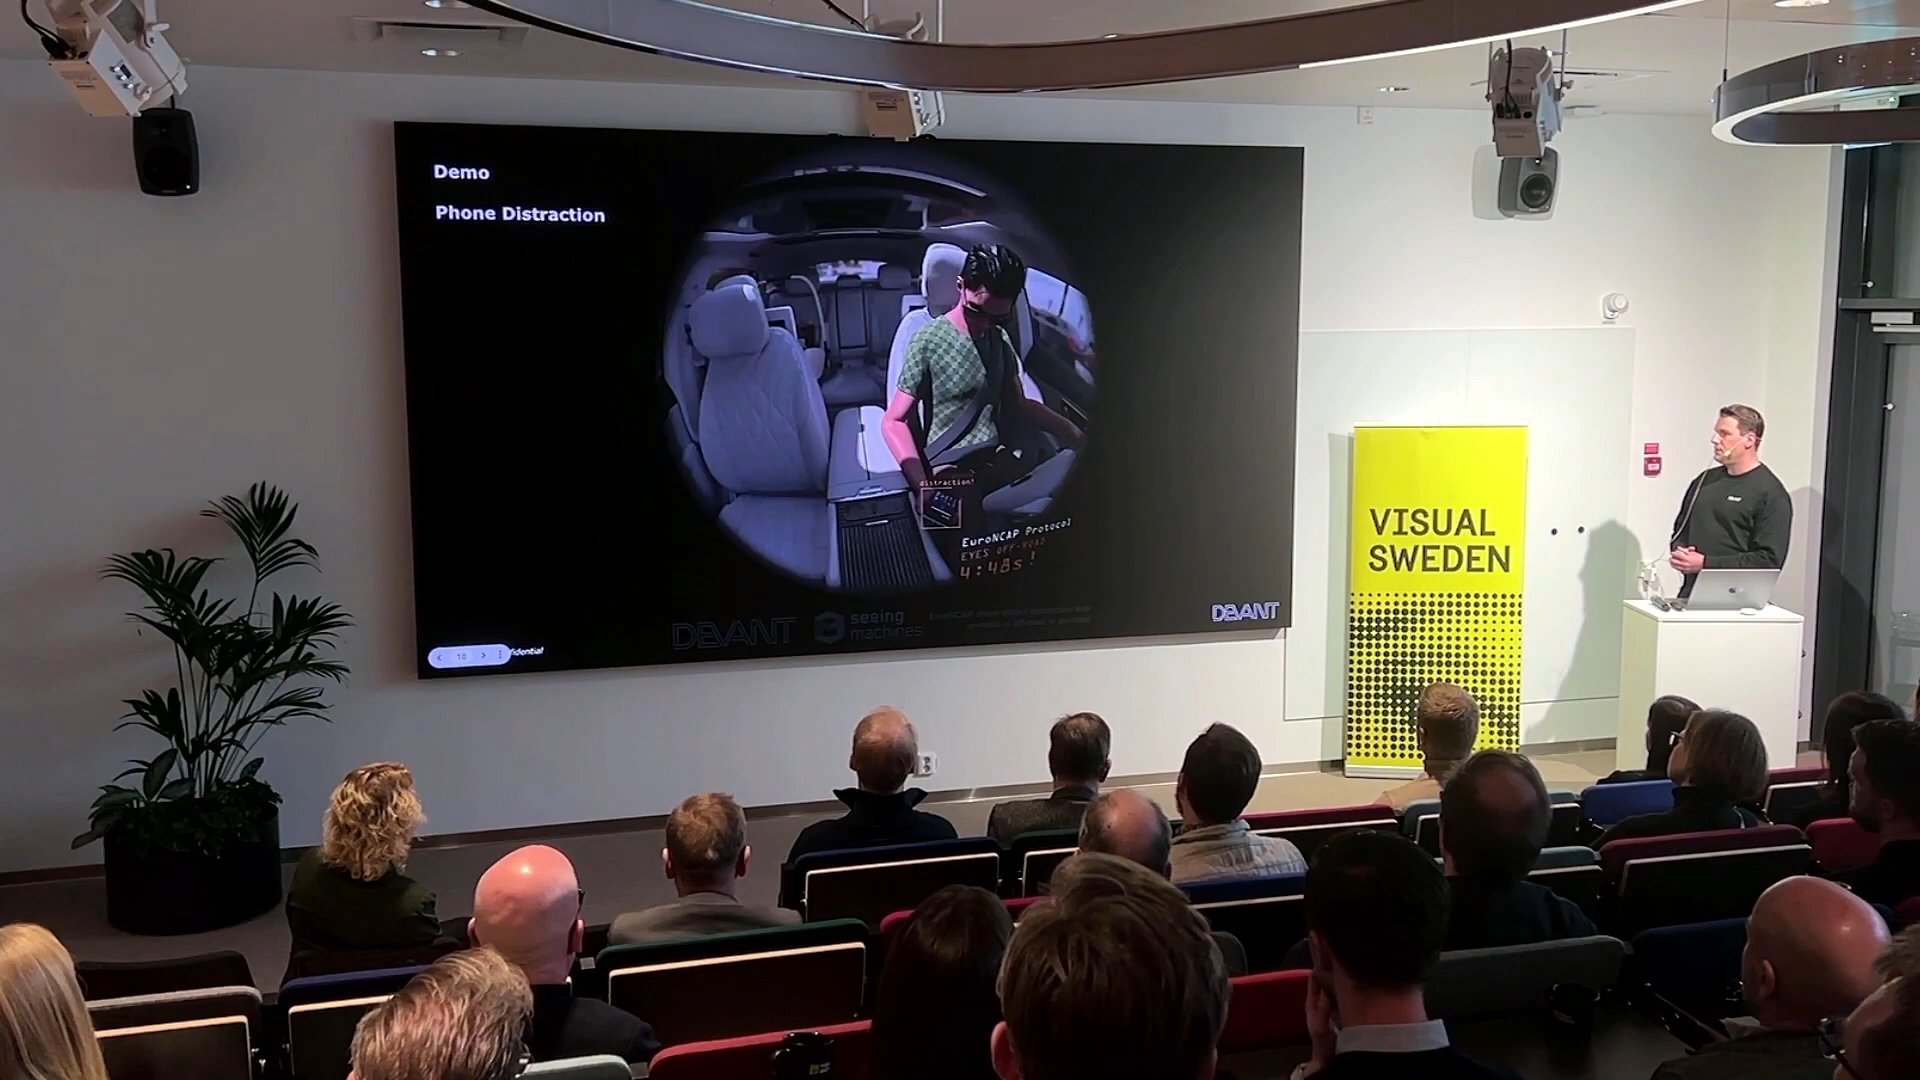 Demo
Phone Distraction
distraction!
EuroNCAP Protocol
EYES OFF-ROAD
4:48s!
DEVANT
seeing
machines
DEVANT
10
fidential
VISUAL
SWEDEN